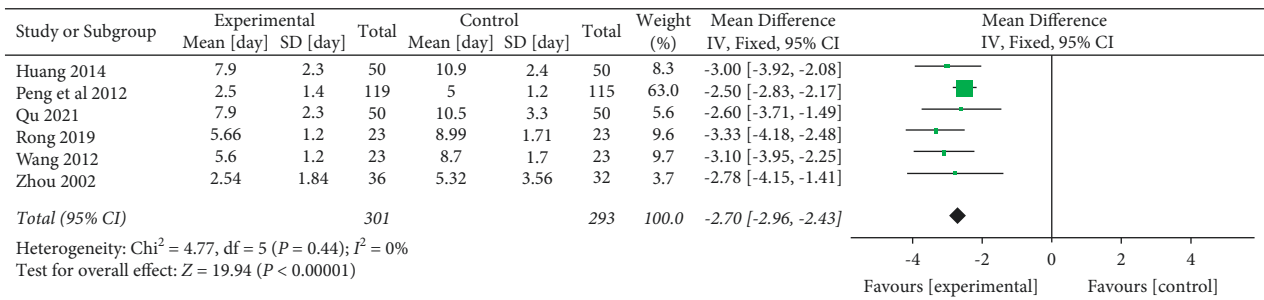 Study or Subgroup Experimental Total Control Total Weight Mean Difference Mean Difference
Mean [day] SD [day] Mean [day] SD [day] (%) IV, Fixed, 95% CI IV, Fixed, 95% CI
Huang 2014 7.9 2.3 50 10.9 2.4 50 8.3 -3.00 [-3.92, -2.08]
Peng et al 2012 2.5 1.4 119 5 1.2 115 63.0 -2.50 [-2.83, -2.17]
Qu 2021 7.9 2.3 50 10.5 3.3 50 5.6 -2.60 [-3.71, -1.49]
Rong 2019 5.66 1.2 23 8.99 1.71 23 9.6 -3.33 [-4.18, -2.48]
Wang 2012 5.6 1.2 23 8.7 1.7 23 9.7 -3.10 [-3.95, -2.25]
Zhou 2002 2.54 1.84 36 5.32 3.56 32 3.7 -2.78 [-4.15, -1.41]
Total (95% CI) 301 293 100.0 -2.70 [-2.96, -2.43]
Heterogeneity: Chi² = 4.77, df = 5 (P = 0.44); I² = 0%
Test for overall effect: Z = 19.94 (P < 0.00001)
-4 -2 0 2 4
Favours [experimental] Favours [control]